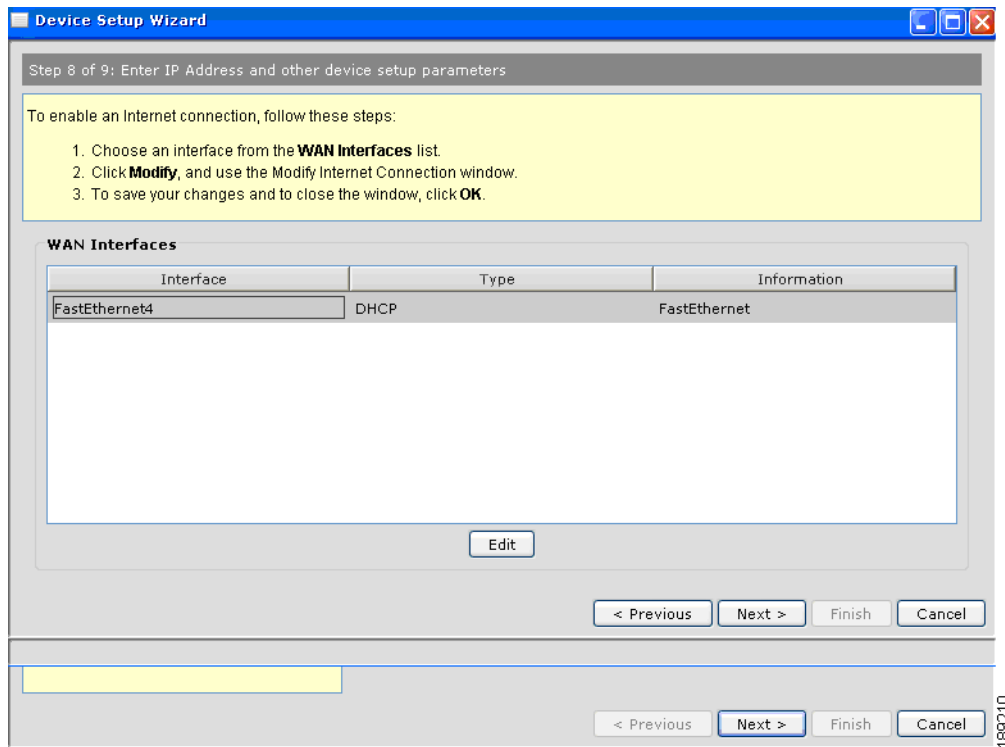 Device Setup Wizard
Step 8 of 9: Enter IP Address and other device setup parameters
To enable an Internet connection, follow these steps:
1. Choose an interface from the WAN Interfaces list.
2. Click Modify, and use the Modify Internet Connection window.
3. To save your changes and to close the window, click OK.
WAN Interfaces
Interface Type Information
FastEthernet4 DHCP FastEthernet
Edit
< Previous Next > Finish Cancel
< Previous Next > Finish Cancel
189210